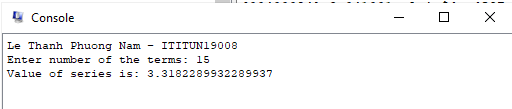 Console
Le Thanh Phuong Nam - ITITUN19008
Enter number of the terms: 15
Value of series is: 3.3182289932289937